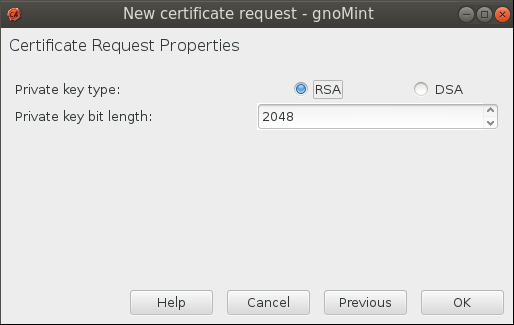 New certificate request - gnoMint
Certificate Request Properties
Private key type: RSA DSA
Private key bit length: 2048
Help Cancel Previous OK